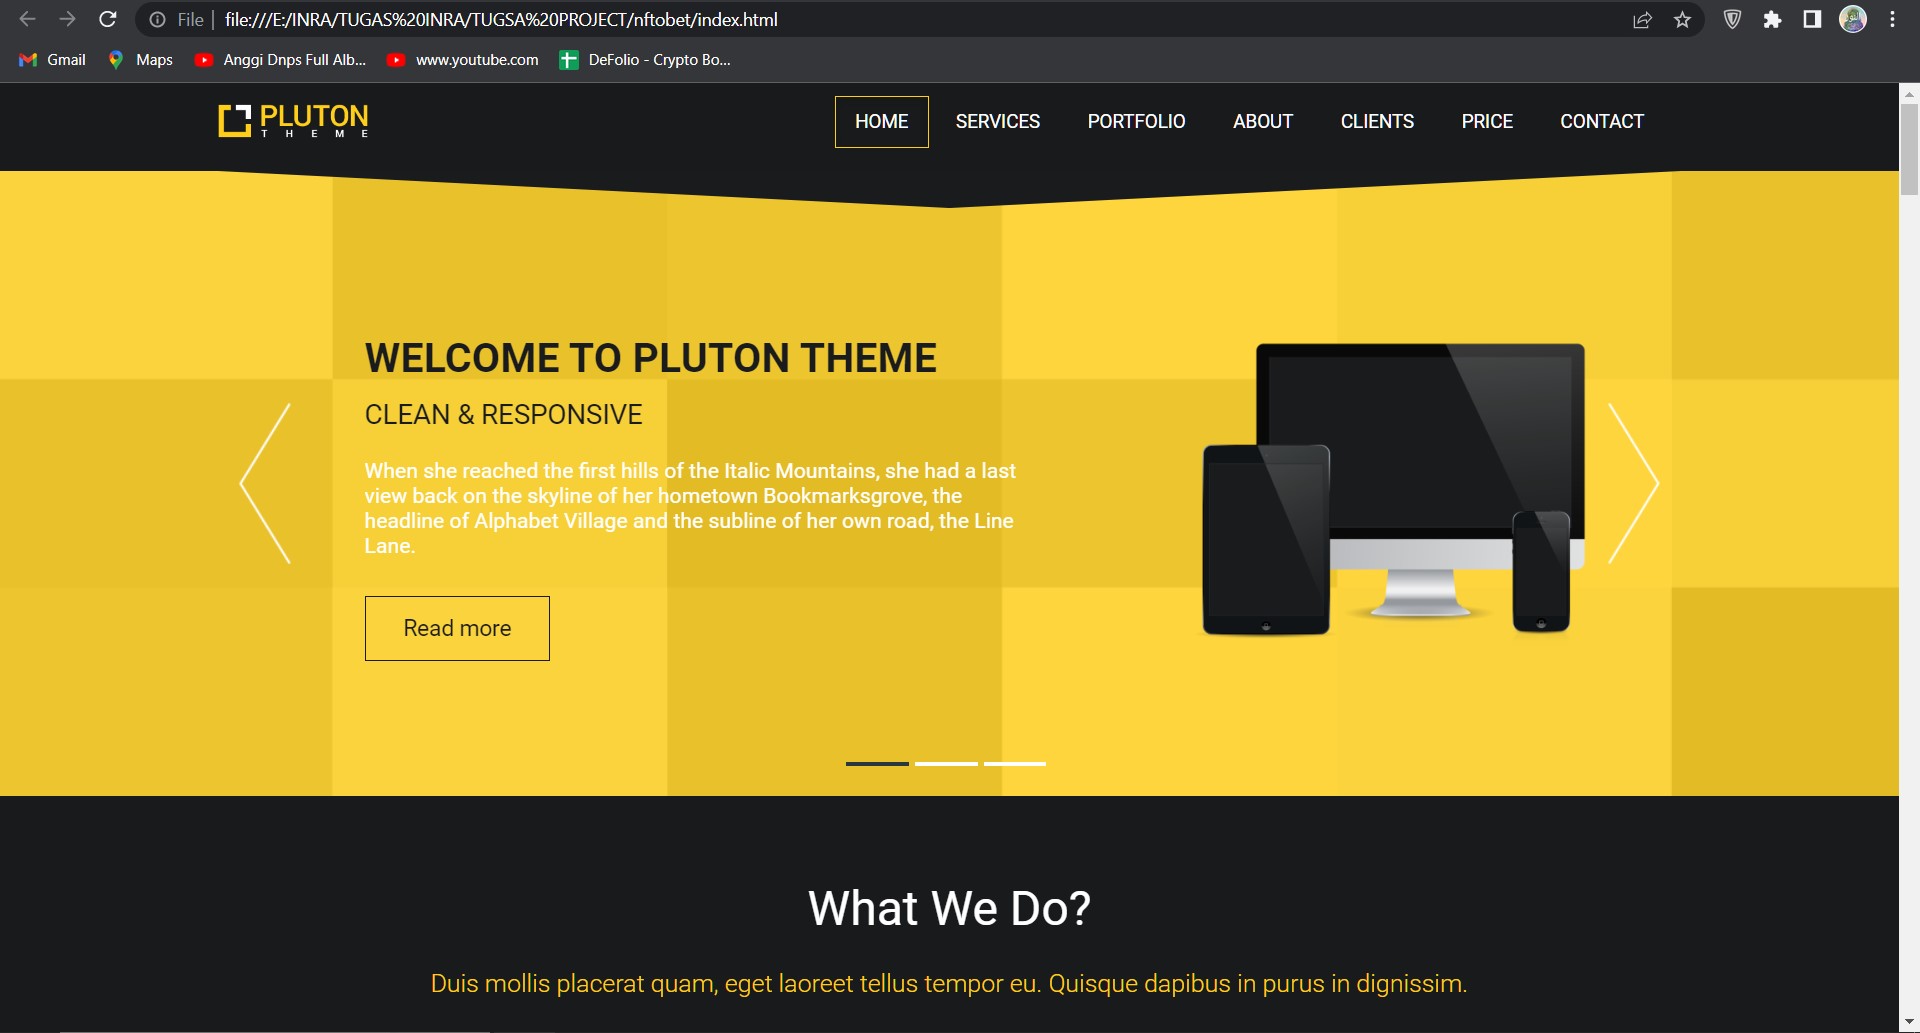 File
file:///E:/INRA/TUGAS%20INRA/TUGSA%20PROJECT/nftobet/index.html
Gmail
Maps
Anggi Dnps Full Alb...
www.youtube.com
DeFolio - Crypto Bo...
PLUTON
THEME
HOME
SERVICES
PORTFOLIO
ABOUT
CLIENTS
PRICE
CONTACT
WELCOME TO PLUTON THEME
CLEAN & RESPONSIVE
When she reached the first hills of the Italic Mountains, she had a last
view back on the skyline of her hometown Bookmarksgrove, the
headline of Alphabet Village and the subline of her own road, the Line
Lane.
Read more
What We Do?
Duis mollis placerat quam, eget laoreet tellus tempor eu. Quisque dapibus in purus in dignissim.